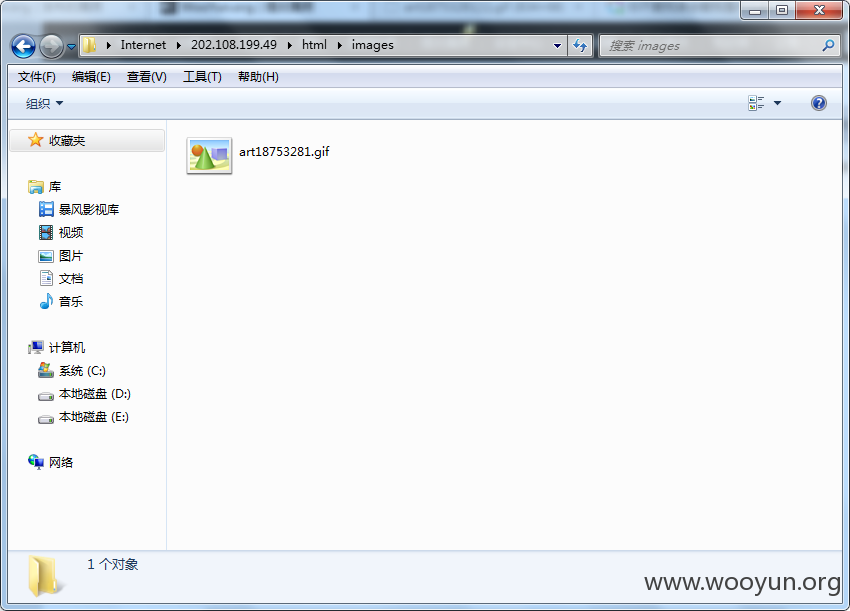 Internet 202.108.199.49 html images
搜索 images
文件(F) 编辑(E) 查看(V) 工具(T) 帮助(H)
组织
收藏夹
art18753281.gif
库
暴风影视库
视频
图片
文档
音乐
计算机
系统 (C:)
本地磁盘 (D:)
本地磁盘 (E:)
网络
1 个对象
www.wooyun.org